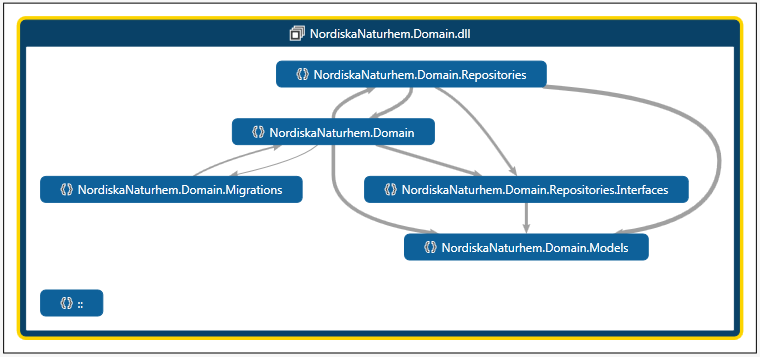 NordiskaNaturhem.Domain.dll
NordiskaNaturhem.Domain.Repositories
NordiskaNaturhem.Domain
NordiskaNaturhem.Domain.Migrations
NordiskaNaturhem.Domain.Repositories.Interfaces
NordiskaNaturhem.Domain.Models
::